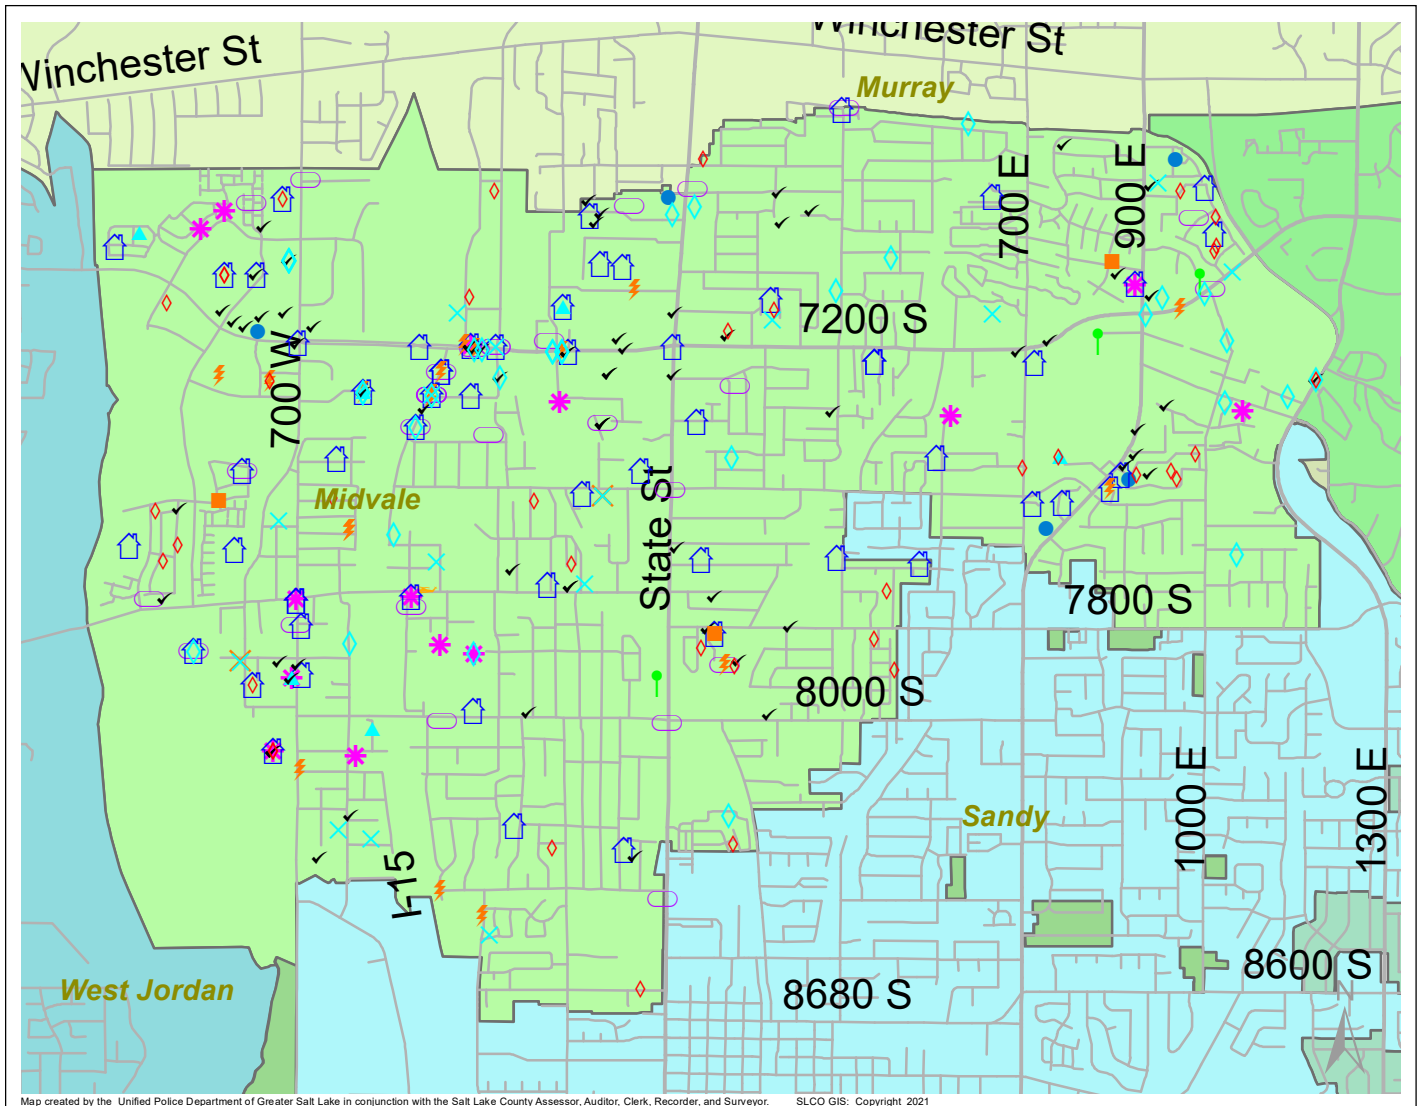 Winchester St
Winchester St
Murray
700 E
900 E
7200 S
700 W
Midvale
State St
7800 S
8000 S
1000 E
1300 E
Sandy
I-15
8600 S
West Jordan
8680 S
N
Map created by the Unified Police Department of Greater Salt Lake in conjunction with the Salt Lake County Assessor, Auditor, Clerk, Recorder, and Surveyor. SLCO GIS: Copyright 2021